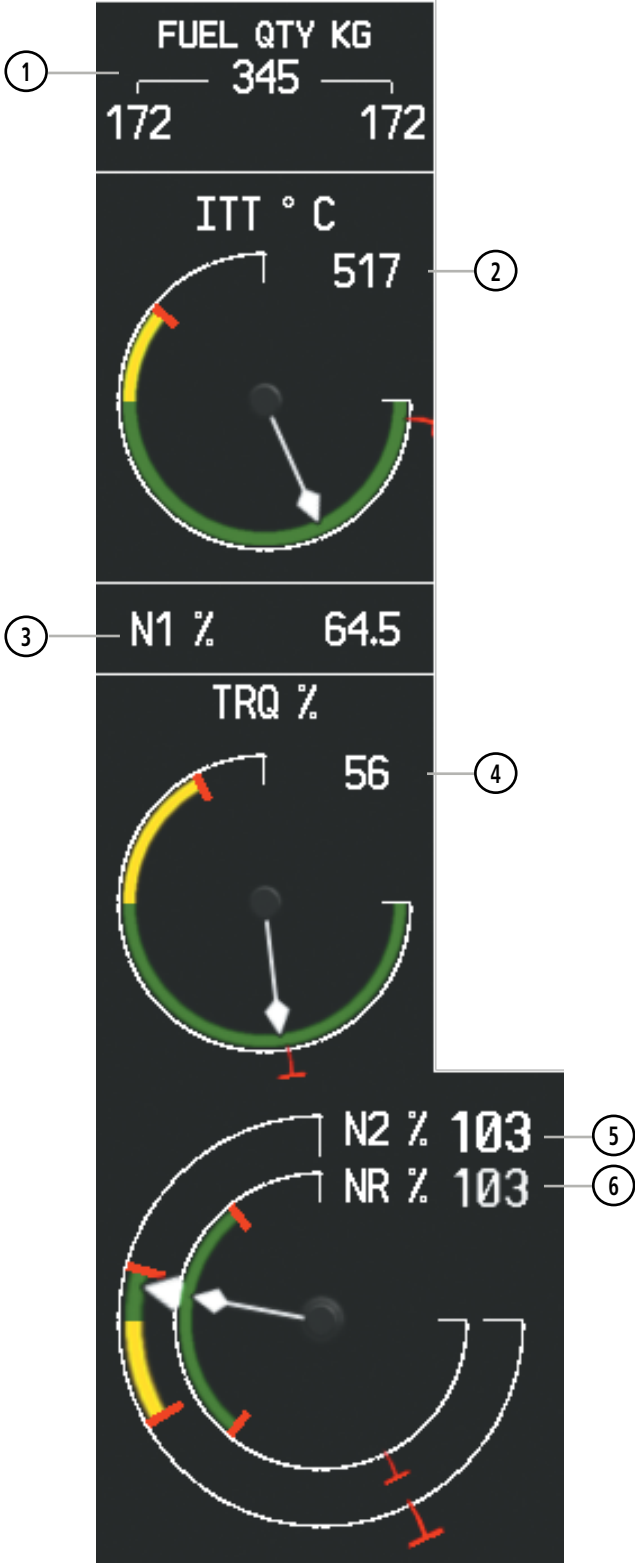 FUEL QTY KG
1
345
172 172
ITT ° C
517 2
3 N1 % 64.5
TRQ %
56 4
N2 % 103 5
NR % 103 6